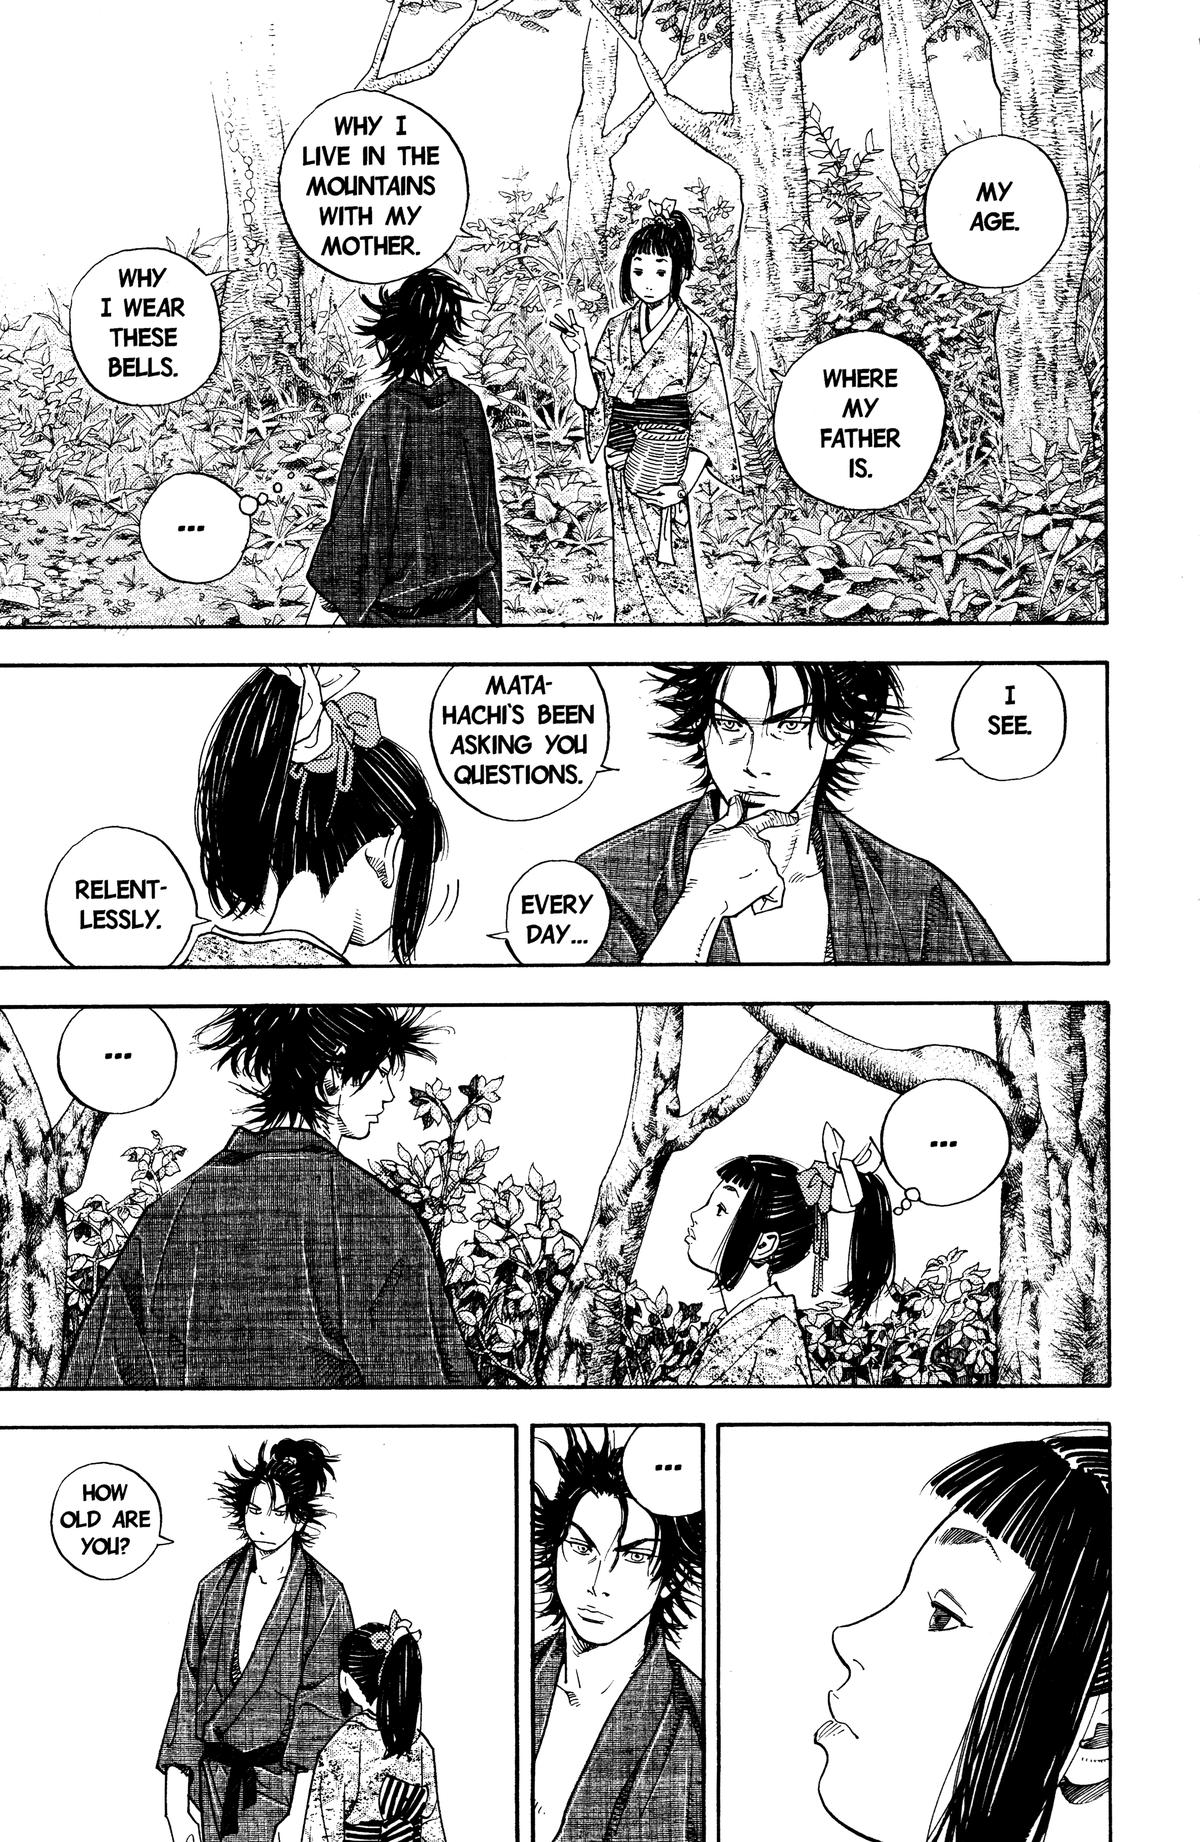 MY
AGE.
WHERE
MY
FATHER
IS.
WHY I
LIVE IN THE
MOUNTAINS
WITH MY
MOTHER.
WHY
I WEAR
THESE
BELLS.
...
I
SEE.
MATA-
HACHI'S BEEN
ASKING YOU
QUESTIONS.
EVERY
DAY...
RELENT-
LESSLY.
...
...
...
HOW
OLD ARE
YOU?